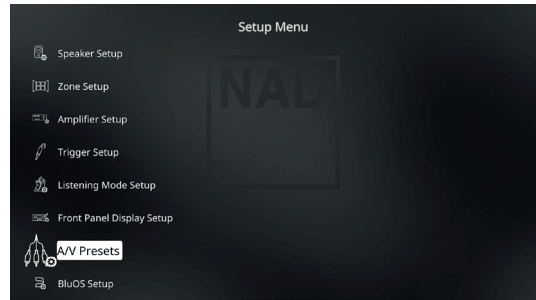 Setup Menu
Speaker Setup
Zone Setup
NAD
Amplifier Setup
Trigger Setup
Listening Mode Setup
Front Panel Display Setup
A/V Presets
BluOS Setup